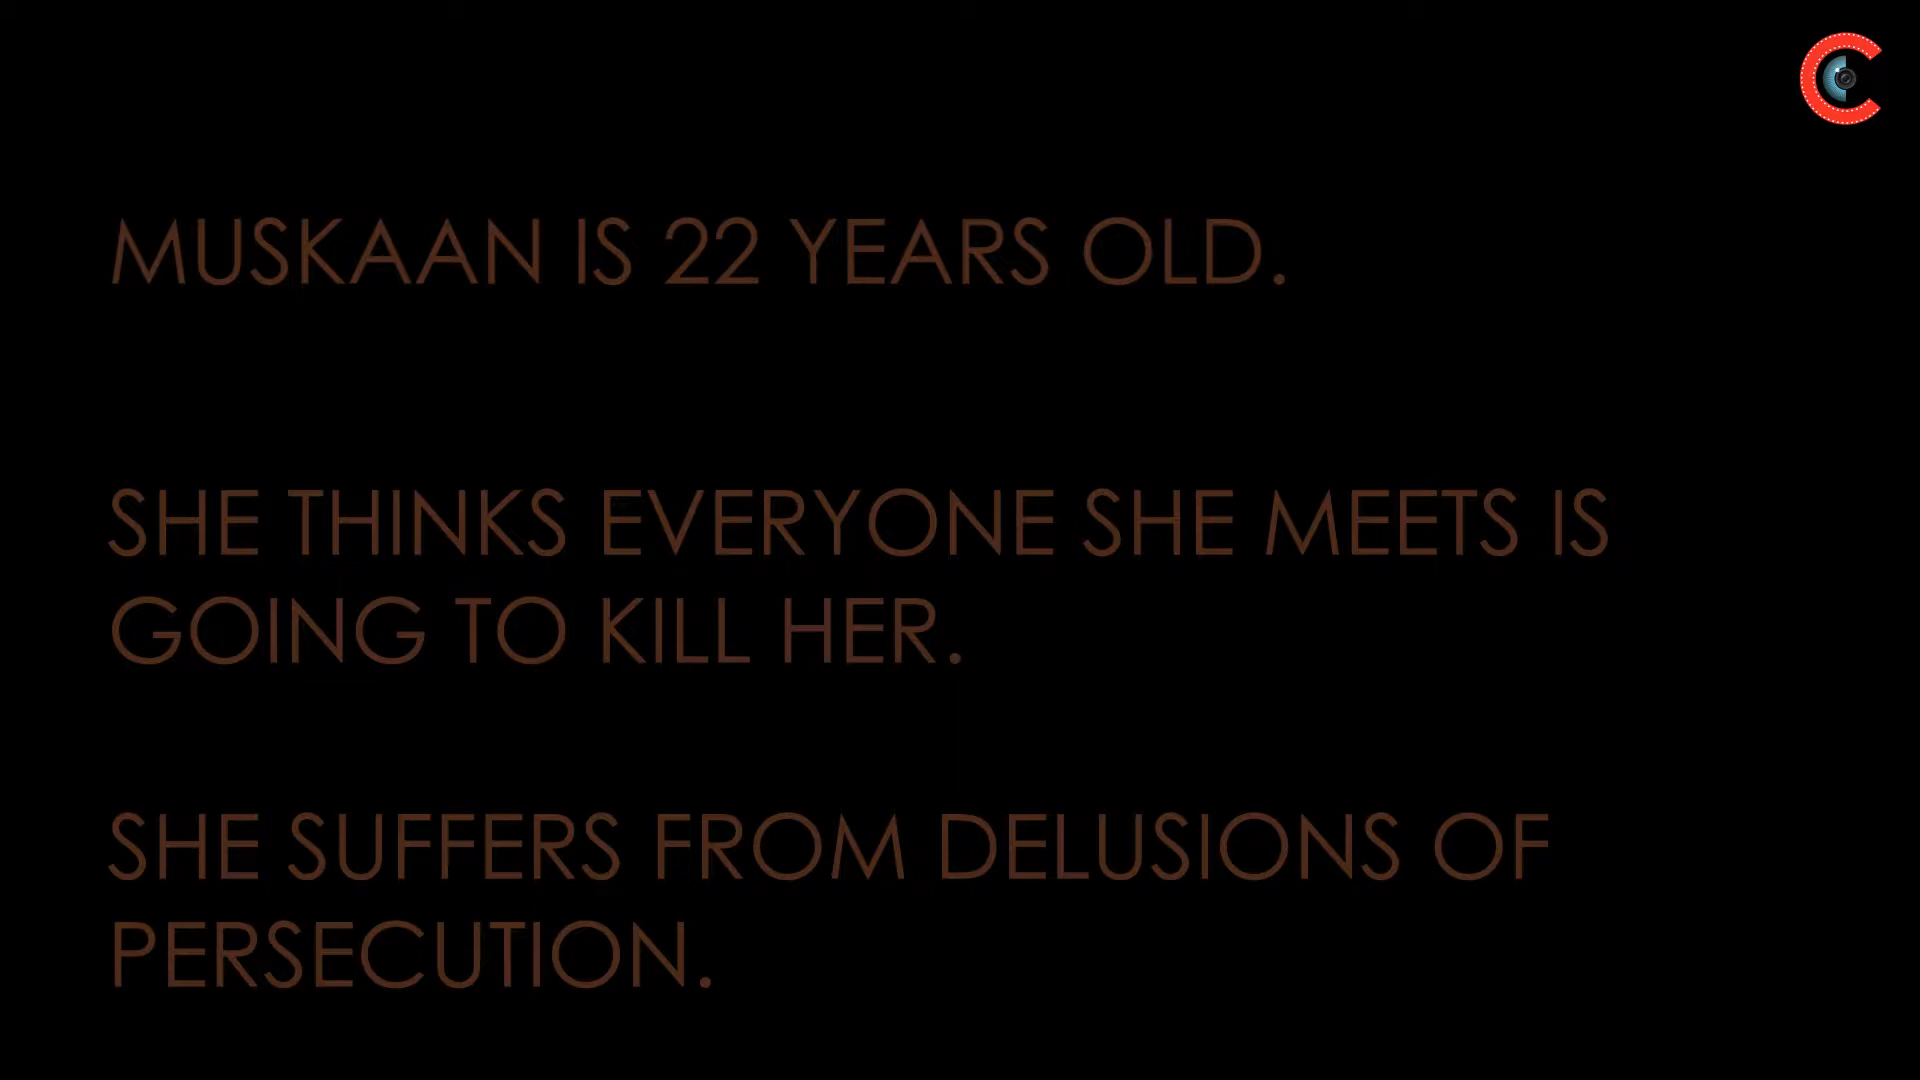 MUSKAAN IS 22 YEARS OLD.
SHE THINKS EVERYONE SHE MEETS IS
GOING TO KILL HER.
SHE SUFFERS FROM DELUSIONS OF
PERSECUTION.